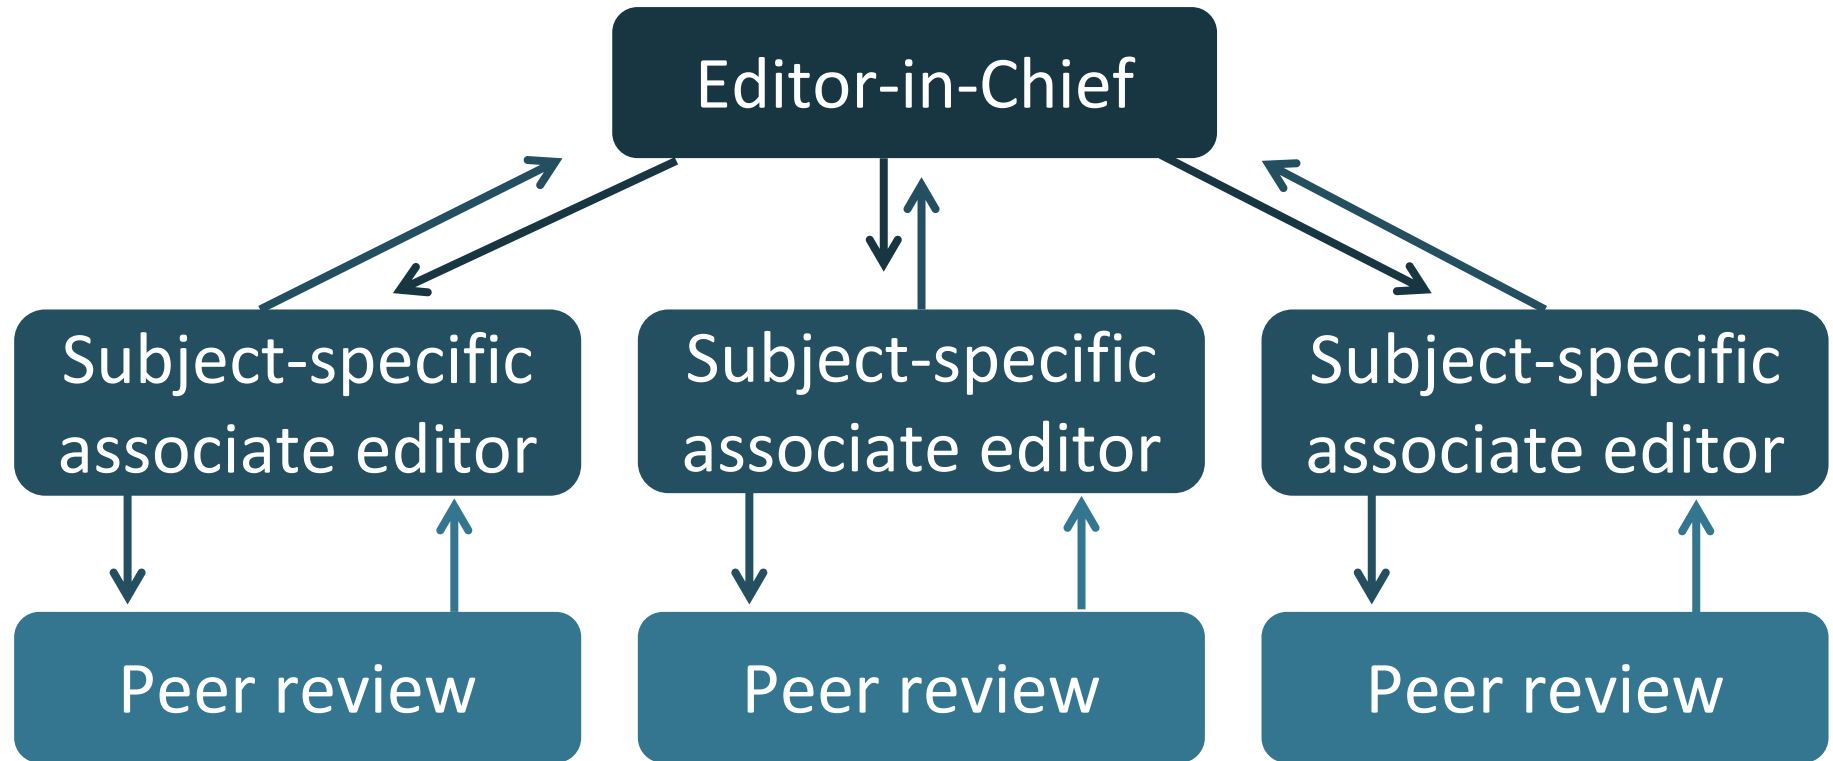 Editor-in-Chief
Subject-specific
associate editor
Subject-specific
associate editor
Subject-specific
associate editor
Peer review
Peer review
Peer review